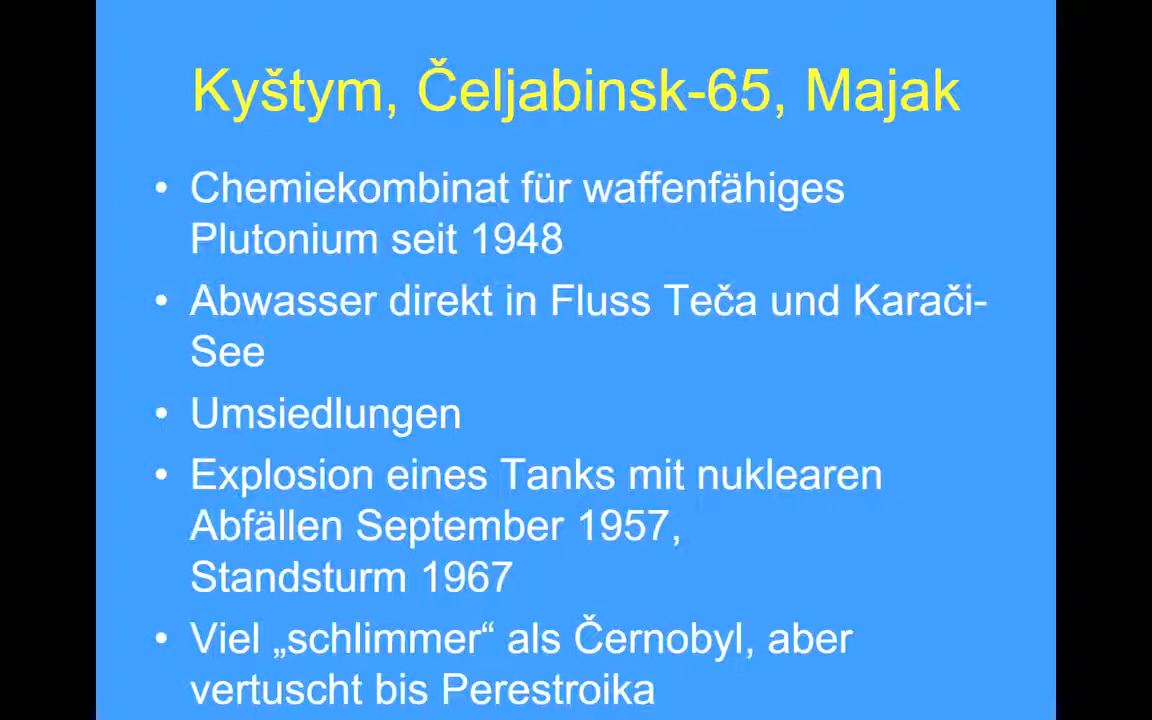 Kyštym, Čeljabinsk-65, Majak
• Chemiekombinat für waffenfähiges
Plutonium seit 1948
• Abwasser direkt in Fluss Teča und Karači-
See
• Umsiedlungen
• Explosion eines Tanks mit nuklearen
Abfällen September 1957,
Standsturm 1967
• Viel „schlimmer“ als Černobyl, aber
vertuscht bis Perestroika